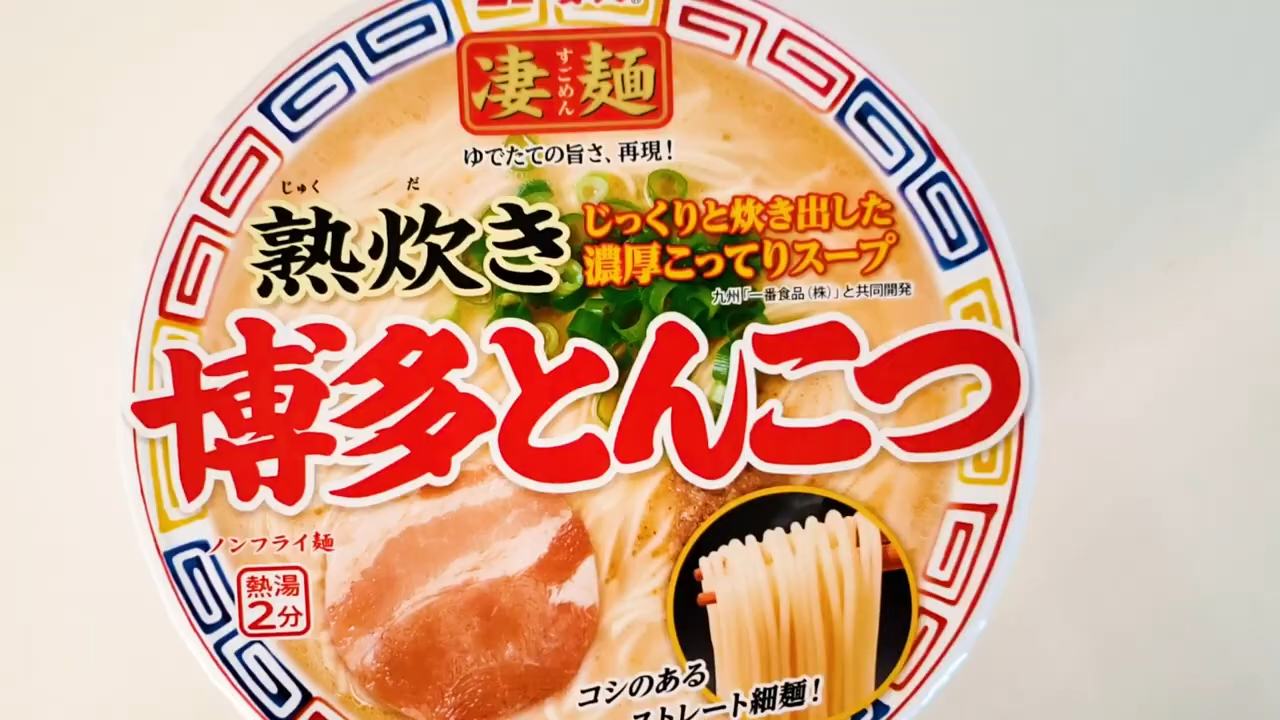 凄麺
すごめん
ゆでたての旨さ、再現!
じゅく だ
熟炊き
じっくりと炊き出した
濃厚こってりスープ
九州「一番食品(株)」と共同開発
博多とんこつ
ノンフライ麺
熱湯
2分
コシのある
ストレート細麺!